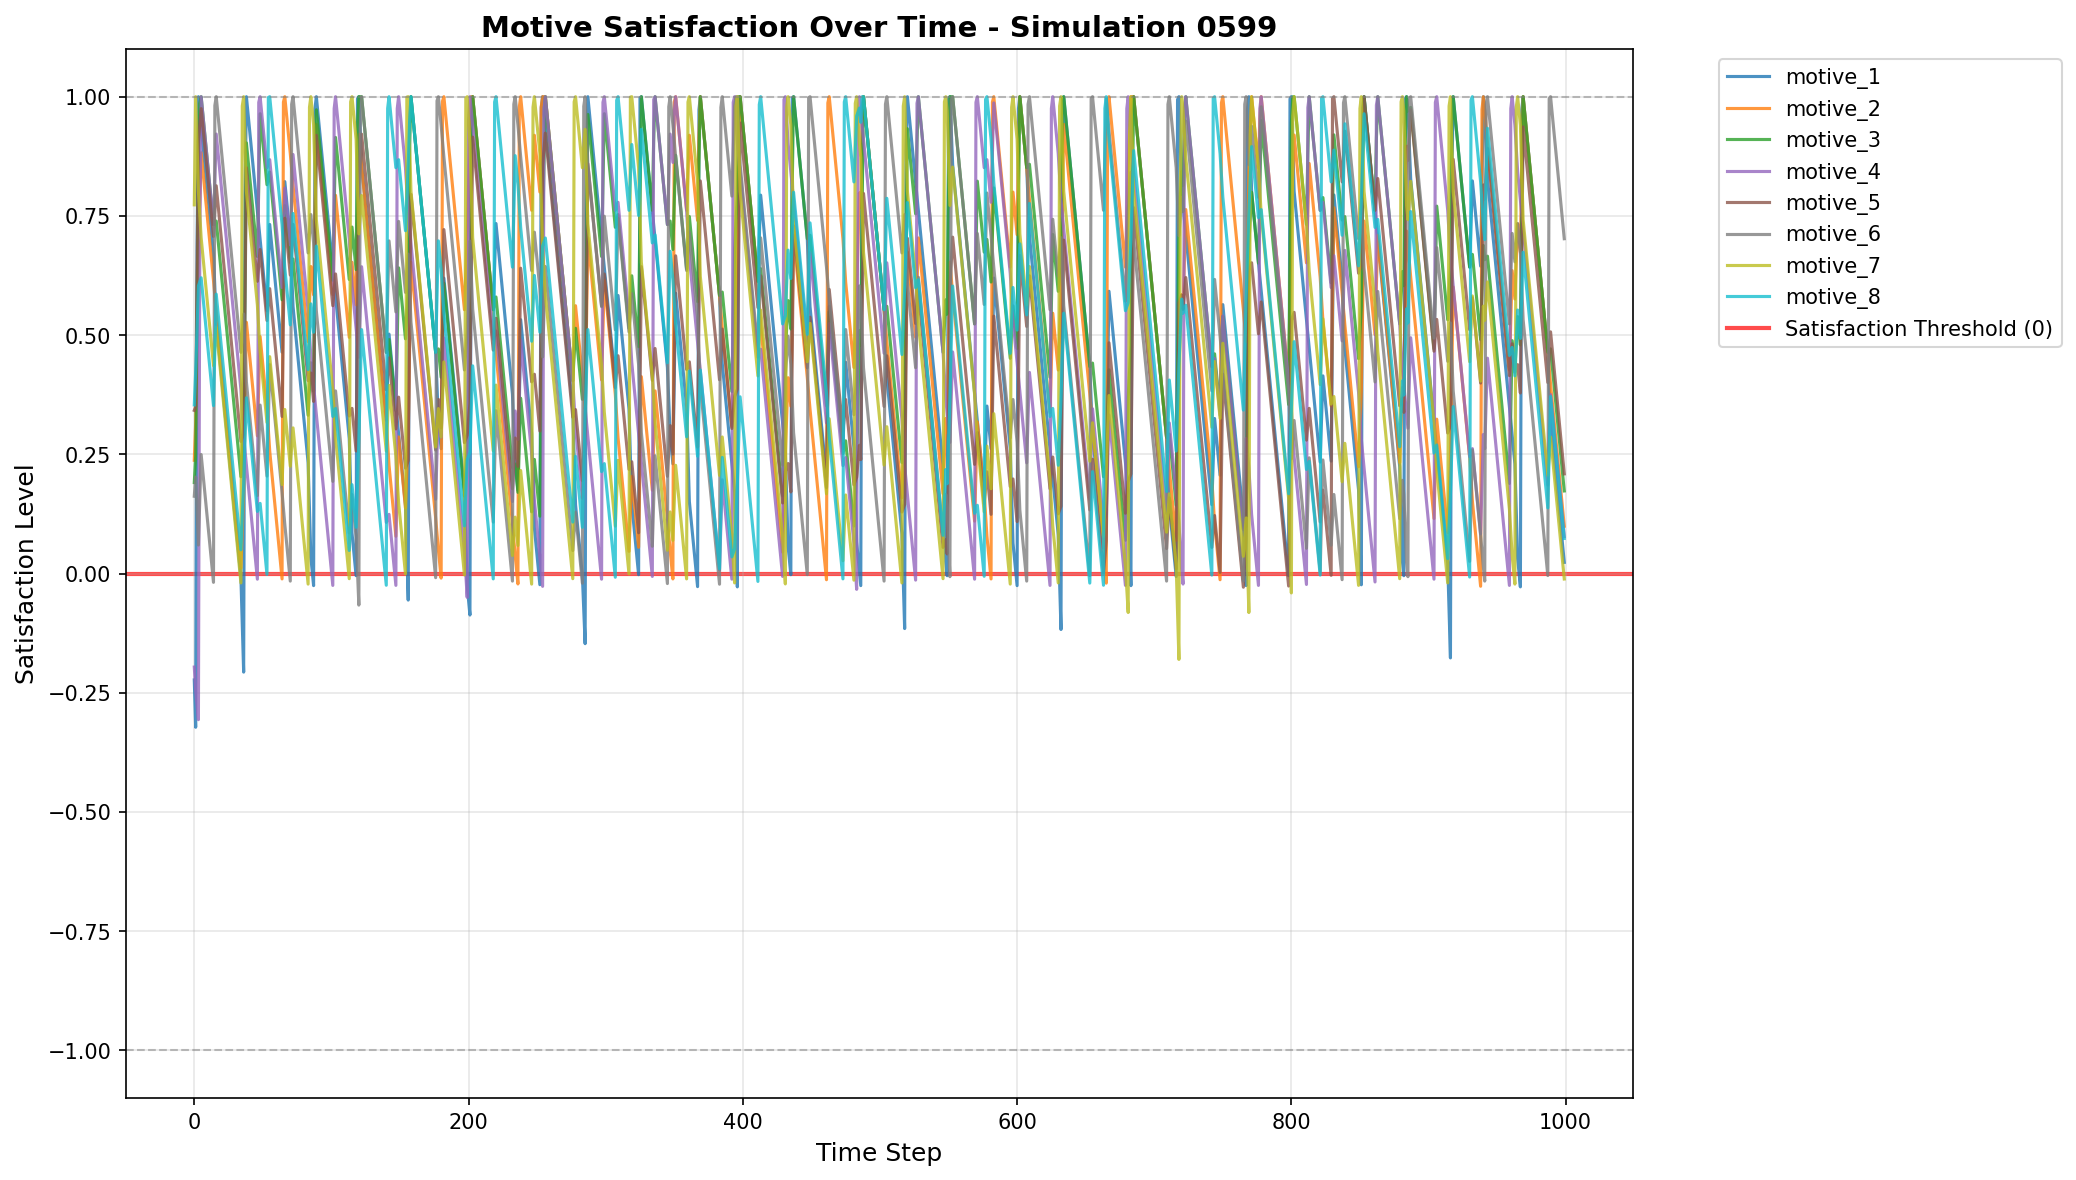 Motive Satisfaction Over Time - Simulation 0599
1.00
0.75
0.50
0.25
0.00
−0.25
−0.50
−0.75
−1.00
Satisfaction Level
0
200
400
600
800
1000
Time Step
motive_1
motive_2
motive_3
motive_4
motive_5
motive_6
motive_7
motive_8
Satisfaction Threshold (0)